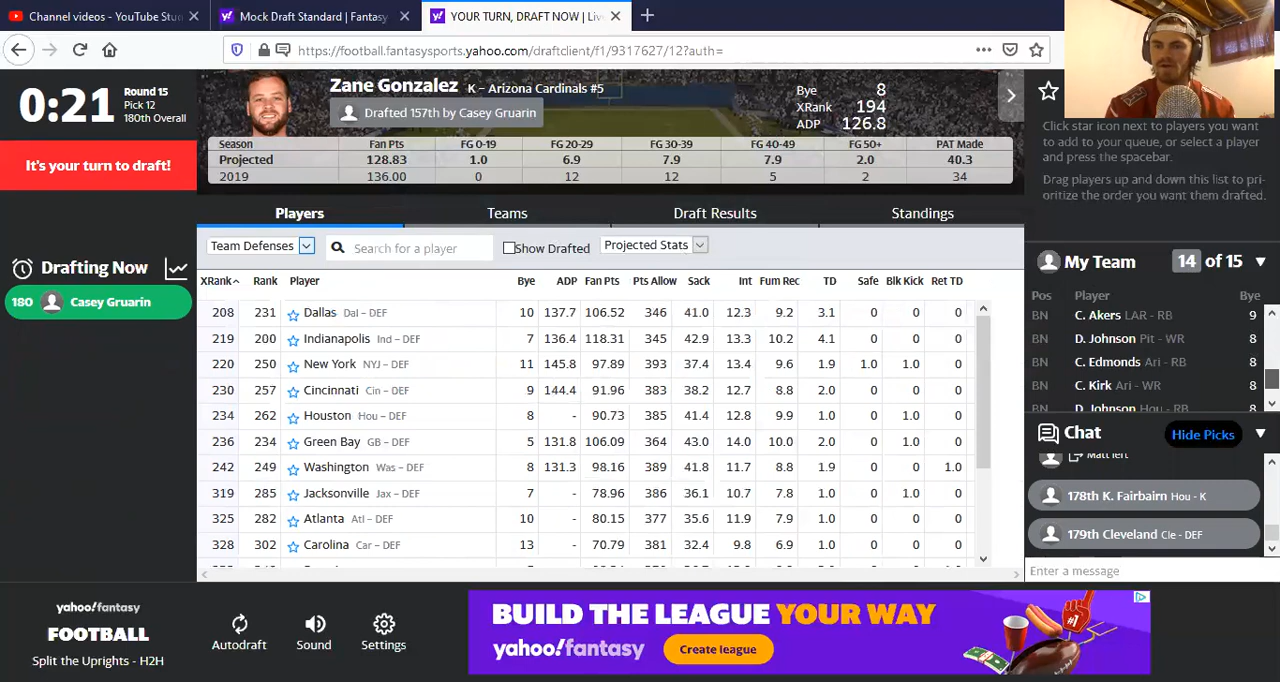 Channel videos - YouTube Stu
Mock Draft Standard | Fantasy
YOUR TURN, DRAFT NOW | Liv
https://football.fantasysports.yahoo.com/draftclient/f1/9317627/12?auth=
0:21
Round 15
Pick 12
180th Overall
It's your turn to draft!
Drafting Now
180 Casey Gruarin
Zane Gonzalez K – Arizona Cardinals #5
Drafted 157th by Casey Gruarin
Bye 8
XRank 194
ADP 126.8
Season Fan Pts FG 0-19 FG 20-29 FG 30-39 FG 40-49 FG 50+ PAT Made
Projected 128.83 1.0 6.9 7.9 7.9 2.0 40.3
2019 136.00 0 12 12 5 2 34
Players Teams Draft Results Standings
Team Defenses Search for a player Show Drafted Projected Stats
XRank Rank Player Bye ADP Fan Pts Pts Allow Sack Int Fum Rec TD Safe Blk Kick Ret TD
208 231 Dallas Dal – DEF 10 137.7 106.52 346 41.0 12.3 9.2 3.1 0 0 0
219 200 Indianapolis Ind – DEF 7 136.4 118.31 345 42.9 13.3 10.2 4.1 0 0 0
220 250 New York NYJ – DEF 11 145.8 97.89 393 37.4 13.4 9.6 1.9 1.0 1.0 0
230 257 Cincinnati Cin – DEF 9 144.4 91.96 383 38.2 12.7 8.8 2.0 0 1.0 0
234 262 Houston Hou – DEF 8 - 90.73 385 41.4 12.8 9.9 1.0 0 1.0 0
236 234 Green Bay GB – DEF 5 131.8 106.09 364 43.0 14.0 10.0 2.0 0 1.0 0
242 249 Washington Was – DEF 8 131.3 98.16 389 41.8 11.7 8.8 1.9 0 0 1.0
319 285 Jacksonville Jax – DEF 7 - 78.96 386 36.1 10.7 7.8 1.0 0 1.0 0
325 282 Atlanta Atl – DEF 10 - 80.15 377 35.6 11.9 7.9 1.0 0 0 0
328 302 Carolina Car – DEF 13 - 70.79 381 32.4 9.8 6.9 1.0 0 0 0
Click star icon next to players you want
to add to your queue, or select a player
and press the spacebar.
Drag players up and down this list to pri-
oritize the order you want them drafted.
My Team 14 of 15
Pos Player Bye
BN C. Akers LAR - RB 9
BN D. Johnson Pit - WR 8
BN C. Edmonds Ari - RB 8
BN C. Kirk Ari - WR 8
BN D. Johnson Hou - RB 8
Chat Hide Picks
Matt left
178th K. Fairbairn Hou - K
179th Cleveland Cle - DEF
Enter a message
yahoo!fantasy
FOOTBALL
Split the Uprights - H2H
Autodraft
Sound
Settings
BUILD THE LEAGUE YOUR WAY
yahoo!fantasy
Create league
#1